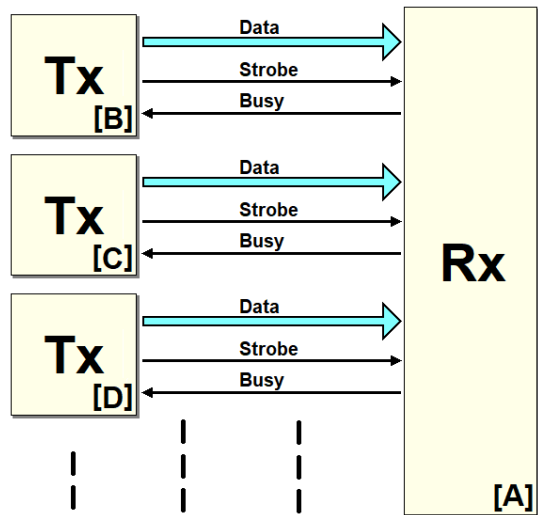 Data
Tx
Strobe
[B]
Busy
Data
Tx
Strobe
[C]
Busy
Rx
Data
Tx
Strobe
[D]
Busy
[A]